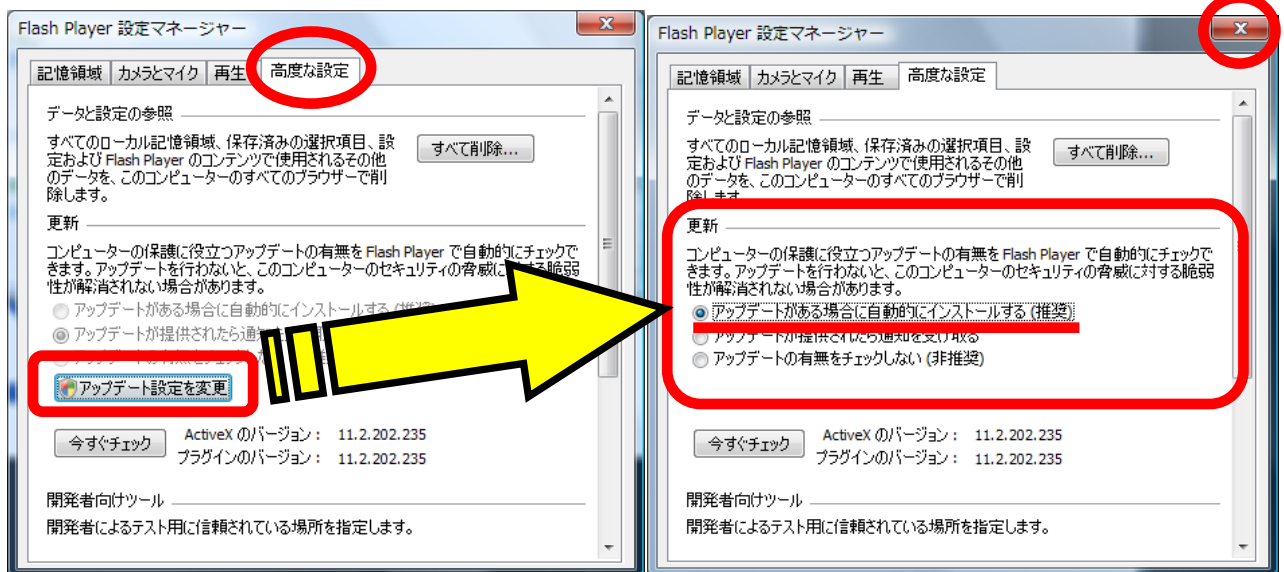 Flash Player 設定マネージャー
記憶領域 カメラとマイク 再生 高度な設定
データと設定の参照
すべてのローカル記憶領域、保存済みの選択項目、設
定および Flash Player のコンテンツで使用されるその他
のデータを、このコンピューターのすべてのブラウザーで削
除します。
すべて削除...
更新
コンピューターの保護に役立つアップデートの有無を Flash Player で自動的にチェックで
きます。アップデートを行わないと、このコンピューターのセキュリティの脅威に対する脆弱
性が解消されない場合があります。
アップデートがある場合に自動的にインストールする
アップデートが提供されたら通知
アップデート設定を変更
今すぐチェック
ActiveX のバージョン: 11.2.202.235
プラグインのバージョン: 11.2.202.235
開発者向けツール
開発者によるテスト用に信頼されている場所を指定します。
Flash Player 設定マネージャー
記憶領域 カメラとマイク 再生 高度な設定
データと設定の参照
すべてのローカル記憶領域、保存済みの選択項目、設
定および Flash Player のコンテンツで使用されるその他
のデータを、このコンピューターのすべてのブラウザーで削
除します
すべて削除...
更新
コンピューターの保護に役立つアップデートの有無を Flash Player で自動的にチェックで
きます。アップデートを行わないと、このコンピューターのセキュリティの脅威に対する脆弱
性が解消されない場合があります。
アップデートがある場合に自動的にインストールする (推奨)
アップデートが提供されたら通知を受け取る
アップデートの有無をチェックしない (非推奨)
今すぐチェック
ActiveX のバージョン: 11.2.202.235
プラグインのバージョン: 11.2.202.235
開発者向けツール
開発者によるテスト用に信頼されている場所を指定します。